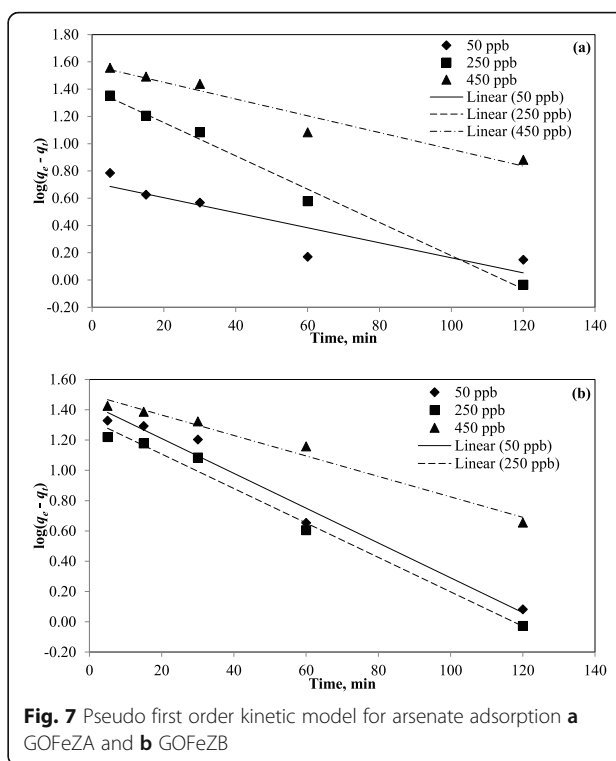 1.80
1.60
1.40
1.20
1.00
0.80
0.60
0.40
0.20
0.00
-0.20
log(qe - qt)
(a)
50 ppb
250 ppb
450 ppb
Linear (50 ppb)
Linear (250 ppb)
Linear (450 ppb)
0 20 40 60 80 100 120 140
Time, min
1.60
1.40
1.20
1.00
0.80
0.60
0.40
0.20
0.00
-0.20
log(qe - qt)
(b)
50 ppb
250 ppb
450 ppb
Linear (50 ppb)
Linear (250 ppb)
0 20 40 60 80 100 120 140
Time, min
Fig. 7 Pseudo first order kinetic model for arsenate adsorption a
GOFeZA and b GOFeZB